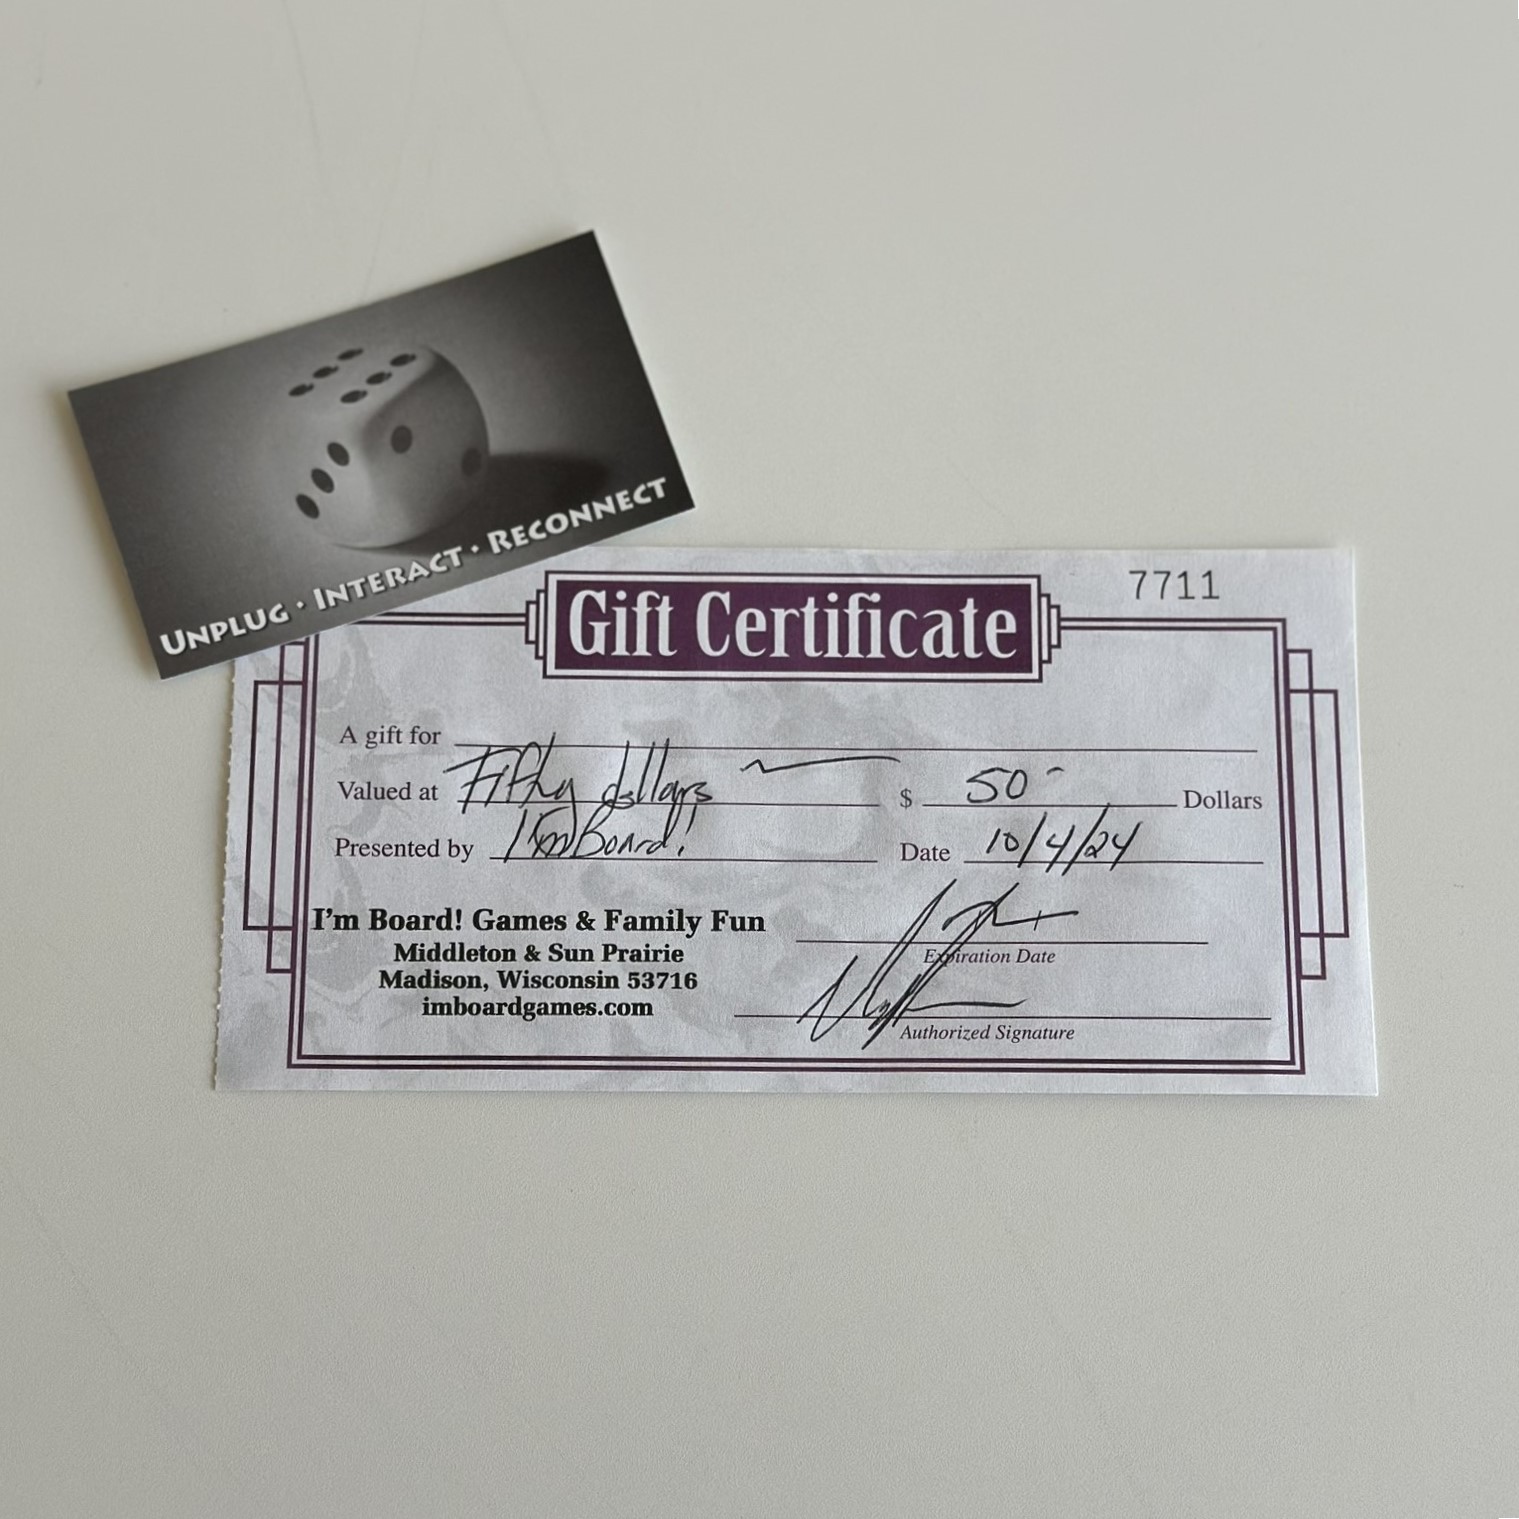 UNPLUG · INTERACT · RECONNECT
Gift Certificate
7711
A gift for
Valued at Fifty dollars $ 50 - Dollars
Presented by I'm Board! Date 10/4/24
I'm Board! Games & Family Fun
Middleton & Sun Prairie
Madison, Wisconsin 53716
imboardgames.com
Expiration Date
Authorized Signature